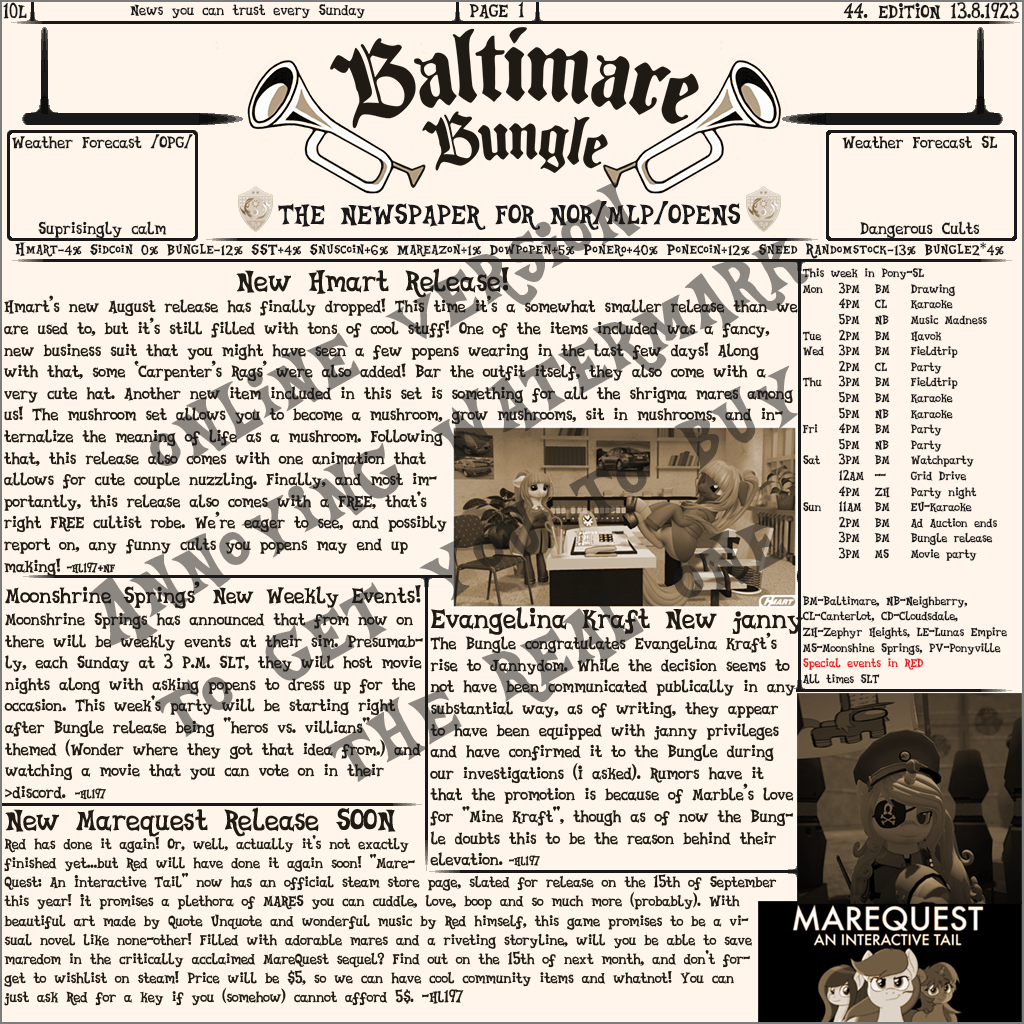 10L
News you can trust every Sunday
PAGE 1
44. EDITION 13.8.1923
Baltimare
Bungle
Weather Forecast /OPG/
Suprisingly calm
Weather Forecast SL
Dangerous Cults
THE NEWSPAPER FOR NOR/MLP/OPENS
HMART-4% SIDCOIN 0% BUNGLE-12% SST+4% SNUSCOIN+6% MAREAZON+1% DOWPOPEN+5% PONERO+40% PONECOIN+12% SNEED RANDOMSTOCK-13% BUNGLE2*4%
New Hmart Release!
Hmart's new August release has finally dropped! This time it's a somewhat smaller release than we
are used to, but it's still filled with tons of cool stuff! One of the items included was a fancy,
new business suit that you might have seen a few popens wearing in the last few days! Along
with that, some 'Carpenter's Rags' were also added! Bar the outfit itself, they also come with a
very cute hat. Another new item included in this set is something for all the shrigma mares among
us! The mushroom set allows you to become a mushroom, grow mushrooms, sit in mushrooms, and in-
ternalize the meaning of life as a mushroom. Following
that, this release also comes with one animation that
allows for cute couple nuzzling. Finally, and most im-
portantly, this release also comes with a FREE, that's
right FREE cultist robe. We're eager to see, and possibly
report on, any funny cults you popens may end up
making! -HL197+NF
HMART
Moonshrine Springs' New Weekly Events!
Moonshrine Springs has announced that from now on
there will be weekly events at their sim. Presumab-
ly, each Sunday at 3 P.M. SLT, they will host movie
nights along with asking popens to dress up for the
occasion. This week's party will be starting right
after Bungle release being "heros vs. villians"
themed (Wonder where they got that idea from.) and
watching a movie that you can vote on in their
>discord. -HL197
Evangelina Kraft New janny
The Bungle congratulates Evangelina Kraft's
rise to Jannydom. While the decision seems to
not have been communicated publically in any
substantial way, as of writing, they appear
to have been equipped with janny privileges
and have confirmed it to the Bungle during
our investigations (i asked). Rumors have it
that the promotion is because of Marble's love
for "Mine Kraft", though as of now the Bung-
le doubts this to be the reason behind their
elevation. -HL197
New Marequest Release SOON
Red has done it again! Or, well, actually it's not exactly
finished yet...but Red will have done it again soon! "Mare-
Quest: An interactive Tail" now has an official steam store page, slated for release on the 15th of September
this year! It promises a plethora of MARES you can cuddle, love, boop and so much more (probably). With
beautiful art made by Quote Unquote and wonderful music by Red himself, this game promises to be a vi-
sual novel like none-other! Filled with adorable mares and a riveting storyline, will you be able to save
maredom in the critically acclaimed MareQuest sequel? Find out on the 15th of next month, and don't for-
get to wishlist on steam! Price will be $5, so we can have cool community items and whatnot! You can
just ask Red for a key if you (somehow) cannot afford 5$. -HL197
This week in Pony-SL
Mon 3PM BM Drawing
4PM CL Karaoke
5PM NB Music Madness
Tue 2PM BM Havok
Wed 3PM BM Fieldtrip
2PM CL Party
Thu 3PM BM Fieldtrip
5PM BM Karaoke
5PM NB Karaoke
Fri 4PM BM Party
5PM NB Party
Sat 3PM BM Watchparty
12AM --- Grid Drive
4PM ZH Party night
Sun 11AM BM EU-Karaoke
2PM BM Ad Auction ends
3PM BM Bungle release
3PM MS Movie party
BM-Baltimare, NB-Neighberry,
CL-Canterlot, CD-Cloudsdale,
ZH-Zephyr Heights, LE-Lunas Empire
MS-Moonshine Springs, PV-Ponyville
Special events in RED
All times SLT
MAREQUEST
AN INTERACTIVE TAIL
ONLINE VERSION
ANNOYING WATERMARK
TO GET YOU TO BUY
THE REAL ONE